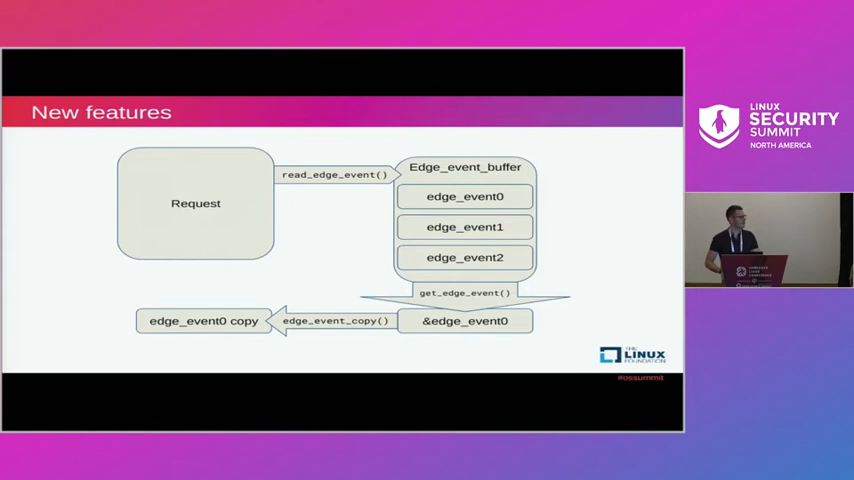 New features
Request
read_edge_event()
Edge_event_buffer
edge_event0
edge_event1
edge_event2
get_edge_event()
edge_event0 copy
edge_event_copy()
&edge_event0
THE
LINUX
FOUNDATION
#ossummit
LINUX
SECURITY
SUMMIT
NORTH AMERICA